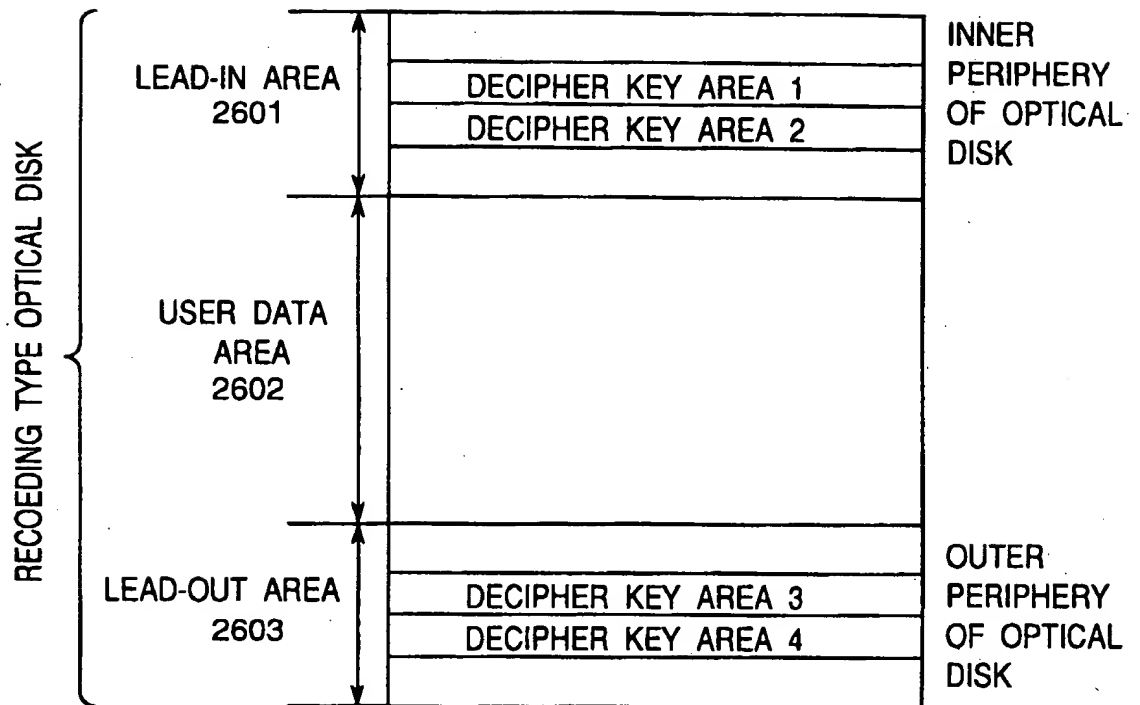 RECOEDING TYPE OPTICAL DISK
LEAD-IN AREA
2601
DECIPHER KEY AREA 1
DECIPHER KEY AREA 2
INNER
PERIPHERY
OF OPTICAL
DISK
USER DATA
AREA
2602
LEAD-OUT AREA
2603
DECIPHER KEY AREA 3
DECIPHER KEY AREA 4
OUTER
PERIPHERY
OF OPTICAL
DISK